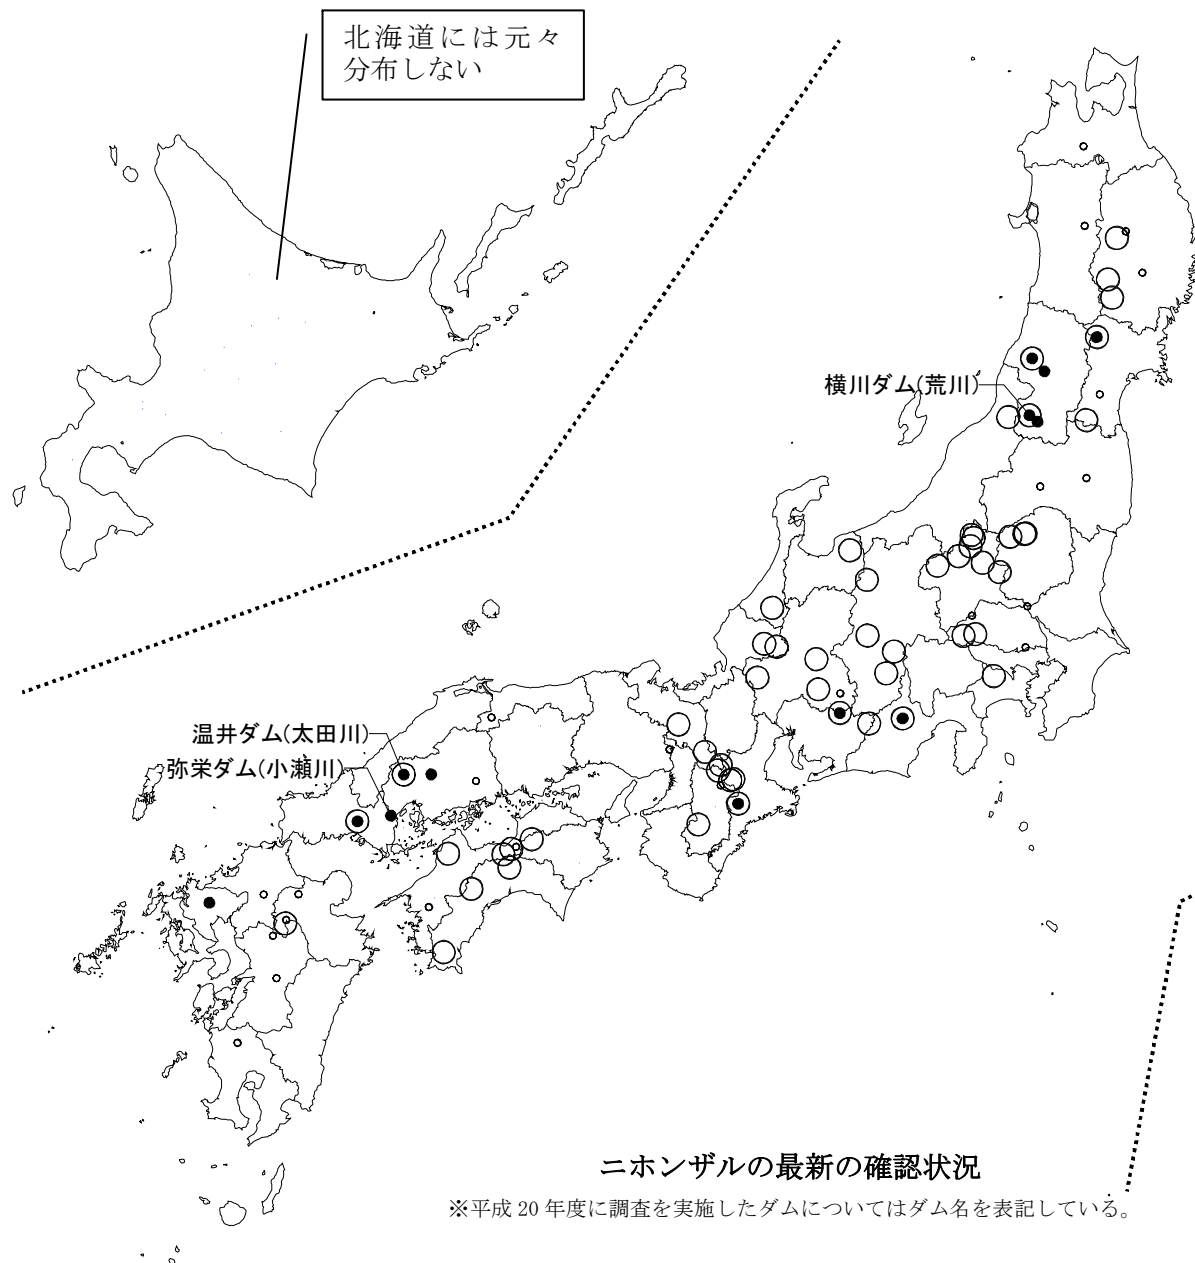 北海道には元々
分布しない
横川ダム(荒川)
温井ダム(太田川)
弥栄ダム(小瀬川)
ニホンザルの最新の確認状況
※平成 20 年度に調査を実施したダムについてはダム名を表記している。